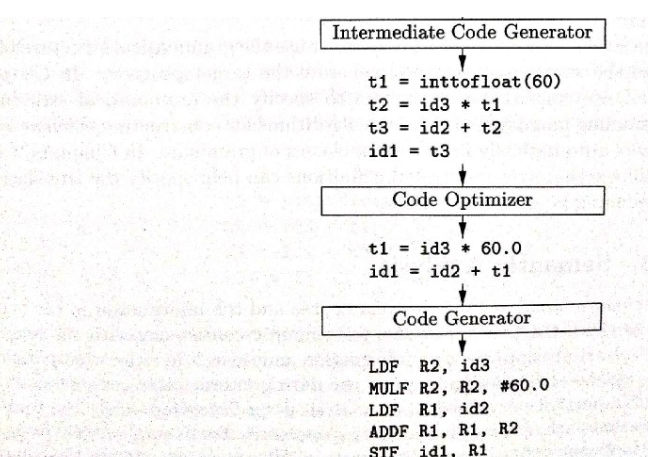 Intermediate Code Generator
t1 = inttofloat(60)
t2 = id3 * t1
t3 = id2 + t2
id1 = t3
Code Optimizer
t1 = id3 * 60.0
id1 = id2 + t1
Code Generator
LDF R2, id3
MULF R2, R2, #60.0
LDF R1, id2
ADDF R1, R1, R2
STF id1, R1